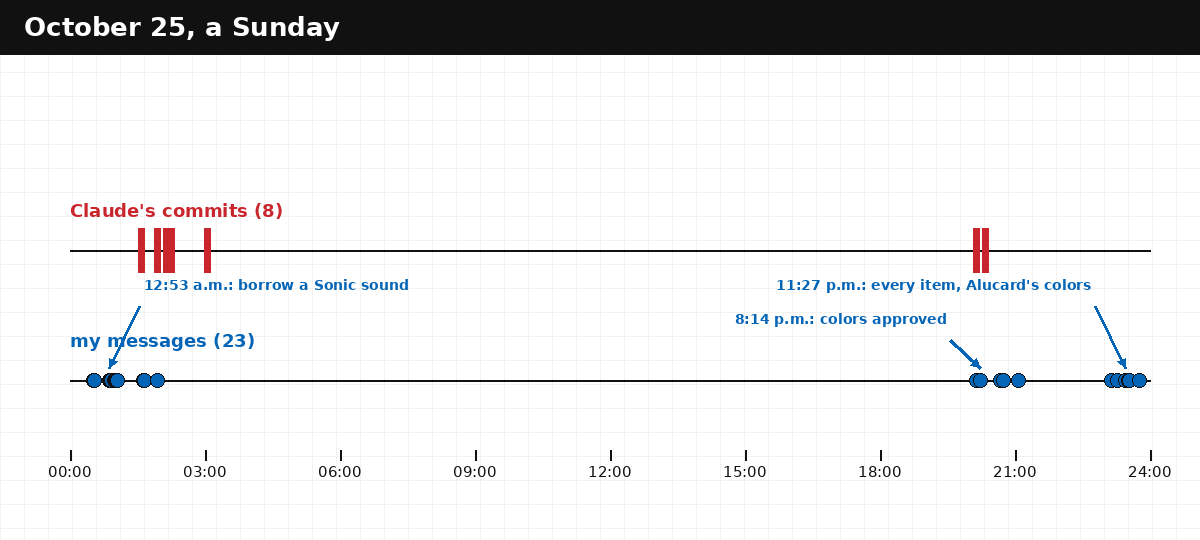 October 25, a Sunday
Claude's commits (8)
12:53 a.m.: borrow a Sonic sound
11:27 p.m.: every item, Alucard's colors
8:14 p.m.: colors approved
my messages (23)
00:00
03:00
06:00
09:00
12:00
15:00
18:00
21:00
24:00